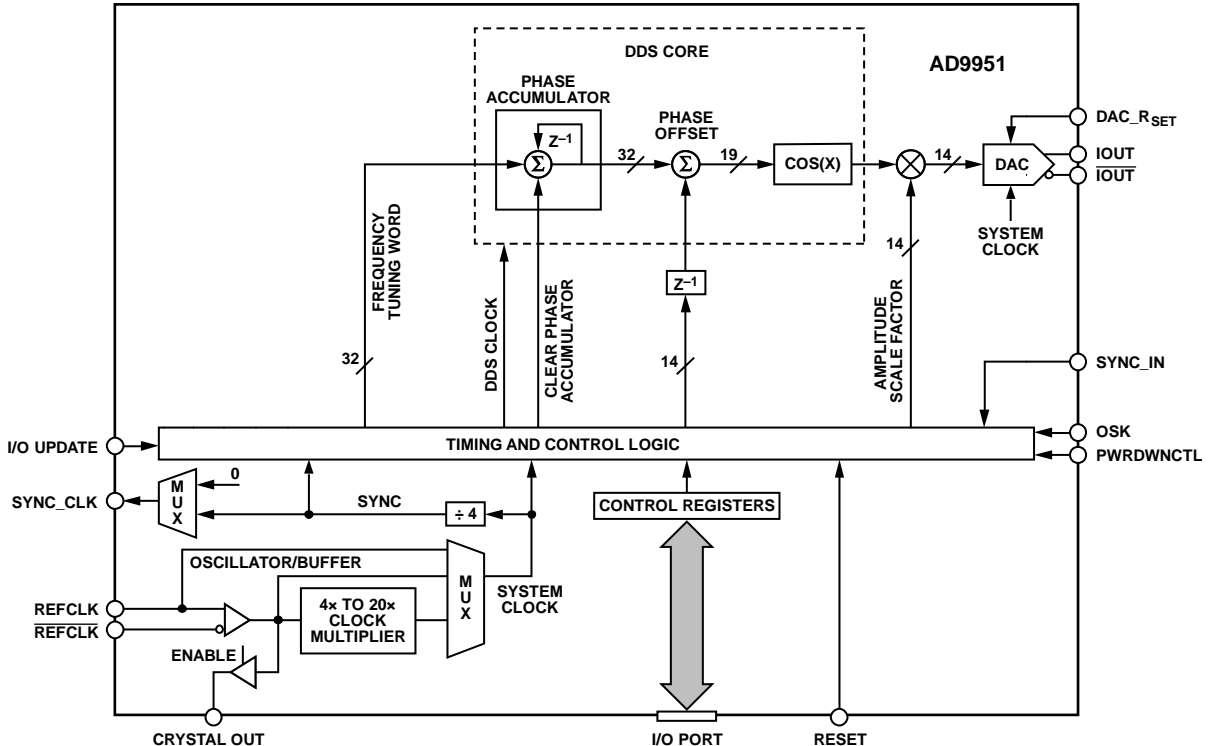 DDS CORE
AD9951
PHASE
ACCUMULATOR
Z–1
Σ
32
PHASE
OFFSET
Σ
19
COS(X)
14
DAC
DAC_RSET
IOUT
IOUT
SYSTEM
CLOCK
FREQUENCY
TUNING WORD
32
DDS CLOCK
CLEAR PHASE
ACCUMULATOR
Z–1
14
AMPLITUDE
SCALE FACTOR
14
SYNC_IN
I/O UPDATE
TIMING AND CONTROL LOGIC
OSK
PWRDWNCTL
SYNC_CLK
MUX
0
SYNC
÷ 4
CONTROL REGISTERS
OSCILLATOR/BUFFER
MUX
SYSTEM
CLOCK
REFCLK
REFCLK
4× TO 20×
CLOCK
MULTIPLIER
ENABLE
CRYSTAL OUT
I/O PORT
RESET